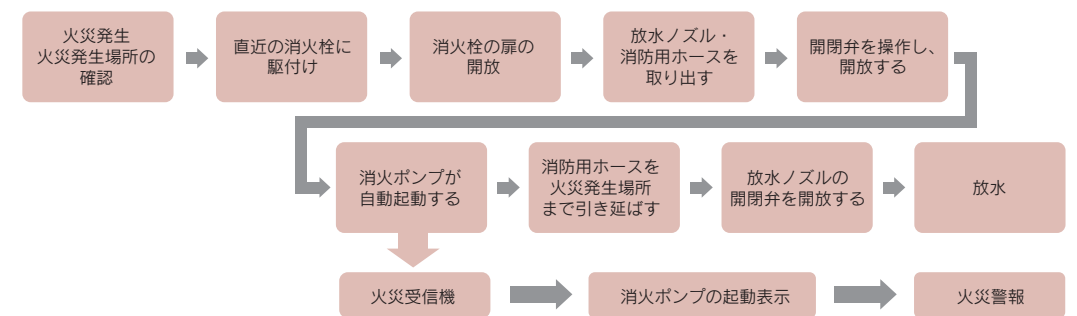 火災発生
火災発生場所の
確認
直近の消火栓に
駆付け
消火栓の扉の
開放
放水ノズル・
消防用ホースを
取り出す
開閉弁を操作し、
開放する
消火ポンプが
自動起動する
消防用ホースを
火災発生場所
まで引き延ばす
放水ノズルの
開閉弁を開放する
放水
火災受信機
消火ポンプの起動表示
火災警報